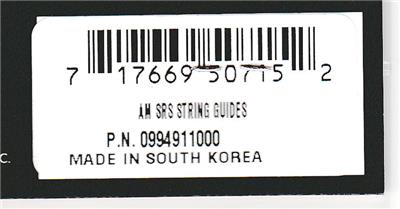 7 17669 50715 2
AM SRS STRING GUIDES
P.N. 0994911000
MADE IN SOUTH KOREA
C.